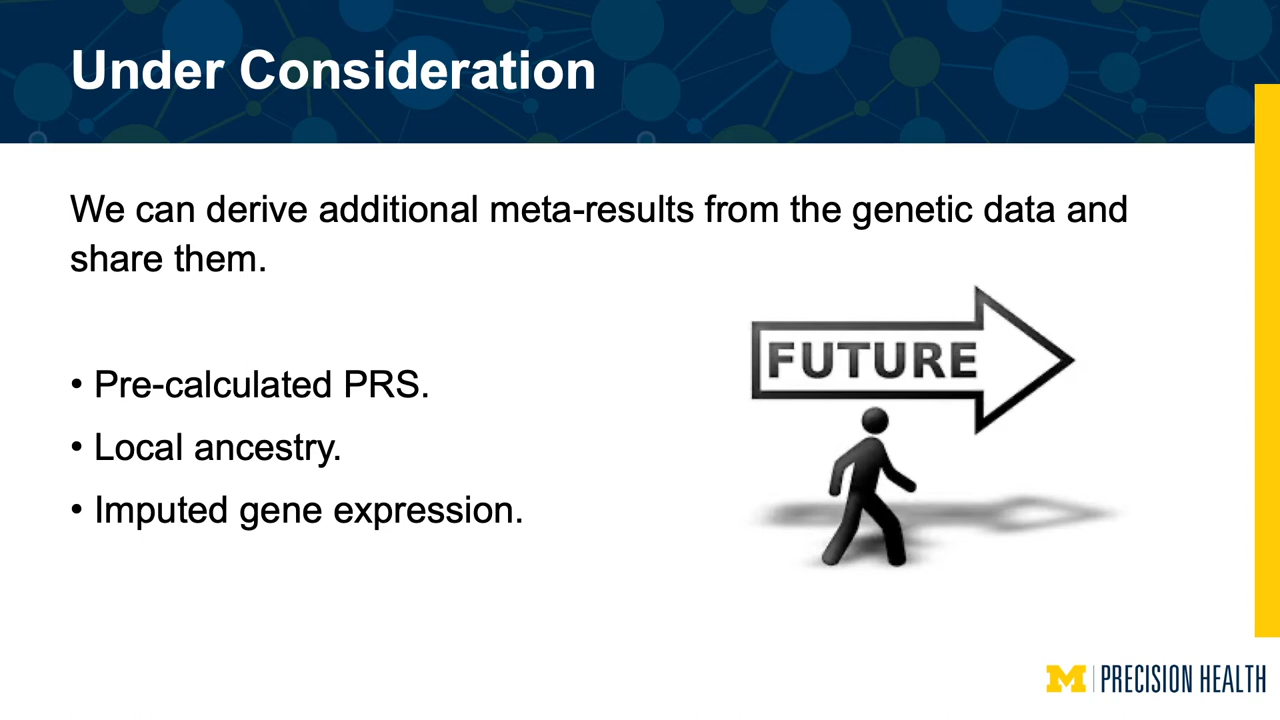 Under Consideration
We can derive additional meta-results from the genetic data and
share them.
• Pre-calculated PRS.
• Local ancestry.
• Imputed gene expression.
FUTURE
M | PRECISION HEALTH